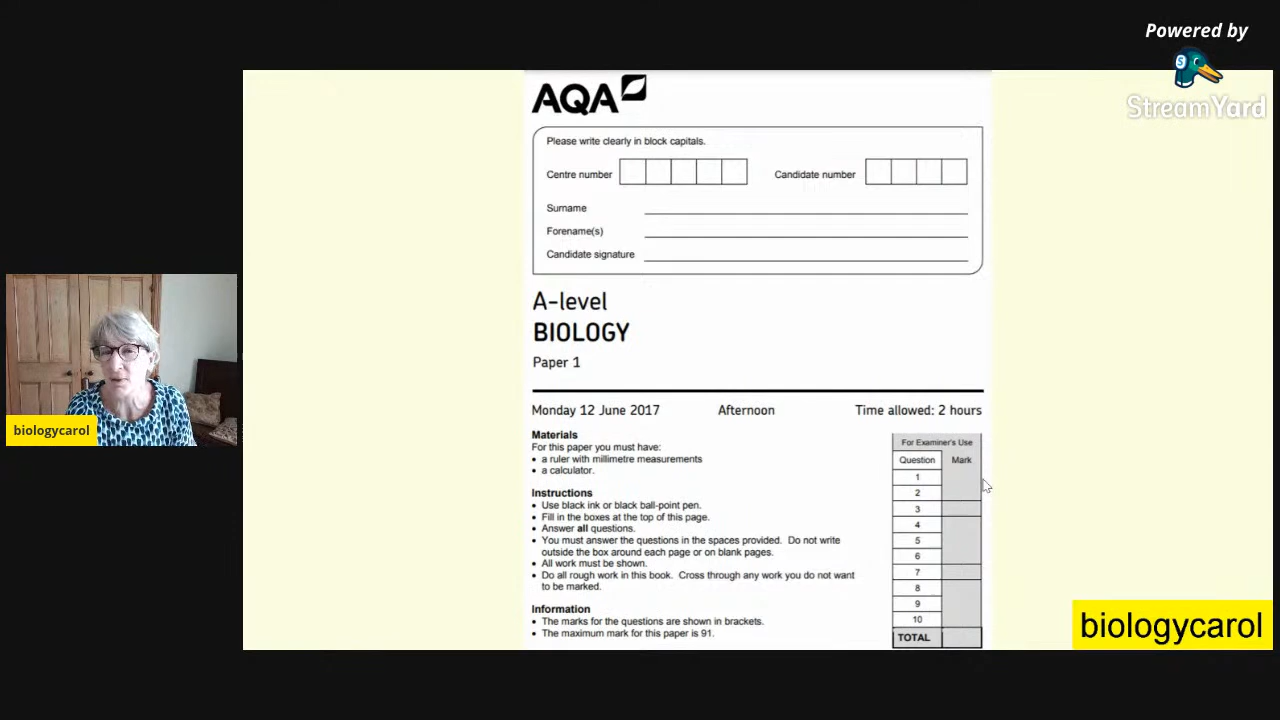 Powered by
StreamYard
AQA
Please write clearly in block capitals.
Centre number
Candidate number
Surname
Forename(s)
Candidate signature
A-level
BIOLOGY
Paper 1
Monday 12 June 2017 Afternoon Time allowed: 2 hours
Materials
For this paper you must have:
• a ruler with millimetre measurements
• a calculator.
Instructions
• Use black ink or black ball-point pen.
• Fill in the boxes at the top of this page.
• Answer all questions.
• You must answer the questions in the spaces provided. Do not write
outside the box around each page or on blank pages.
• All work must be shown.
• Do all rough work in this book. Cross through any work you do not want
to be marked.
Information
• The marks for the questions are shown in brackets.
• The maximum mark for this paper is 91.
For Examiner's Use
Question Mark
1
2
3
4
5
6
7
8
9
10
TOTAL
biologycarol
biologycarol